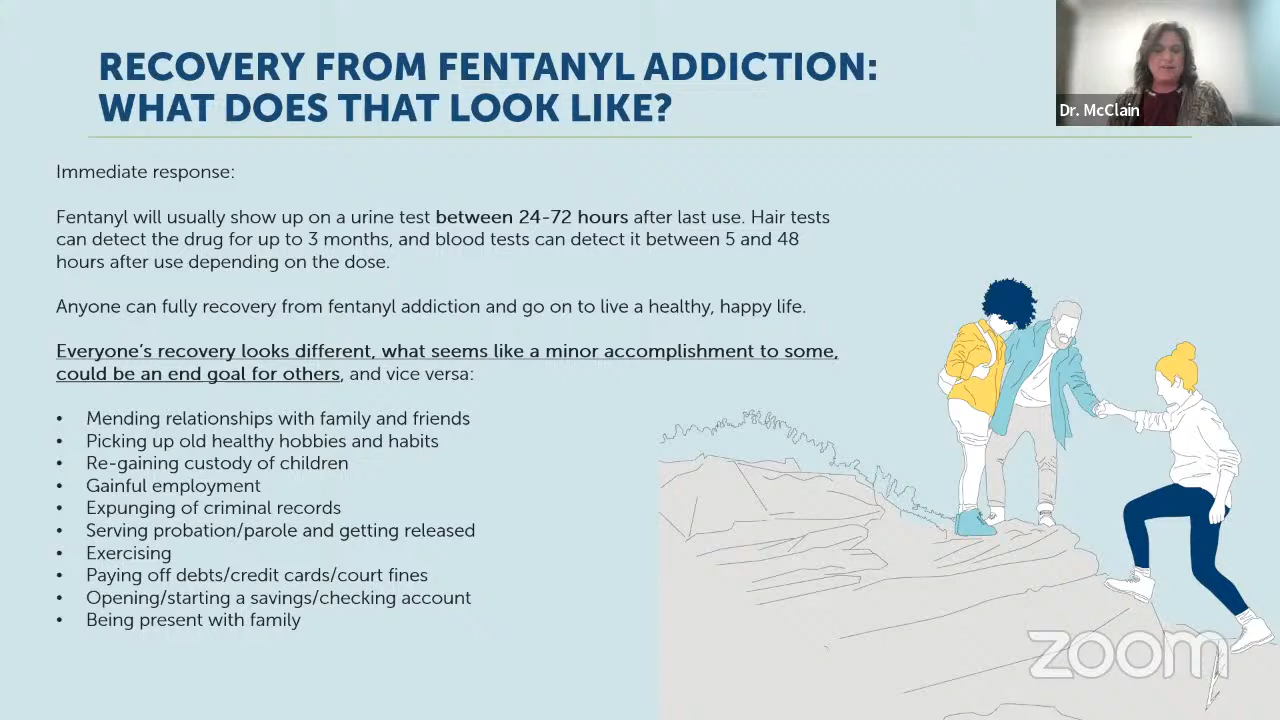 RECOVERY FROM FENTANYL ADDICTION:
WHAT DOES THAT LOOK LIKE?
Dr. McClain
Immediate response:
Fentanyl will usually show up on a urine test between 24-72 hours after last use. Hair tests
can detect the drug for up to 3 months, and blood tests can detect it between 5 and 48
hours after use depending on the dose.
Anyone can fully recovery from fentanyl addiction and go on to live a healthy, happy life.
Everyone’s recovery looks different, what seems like a minor accomplishment to some,
could be an end goal for others, and vice versa:
• Mending relationships with family and friends
• Picking up old healthy hobbies and habits
• Re-gaining custody of children
• Gainful employment
• Expunging of criminal records
• Serving probation/parole and getting released
• Exercising
• Paying off debts/credit cards/court fines
• Opening/starting a savings/checking account
• Being present with family
zoom